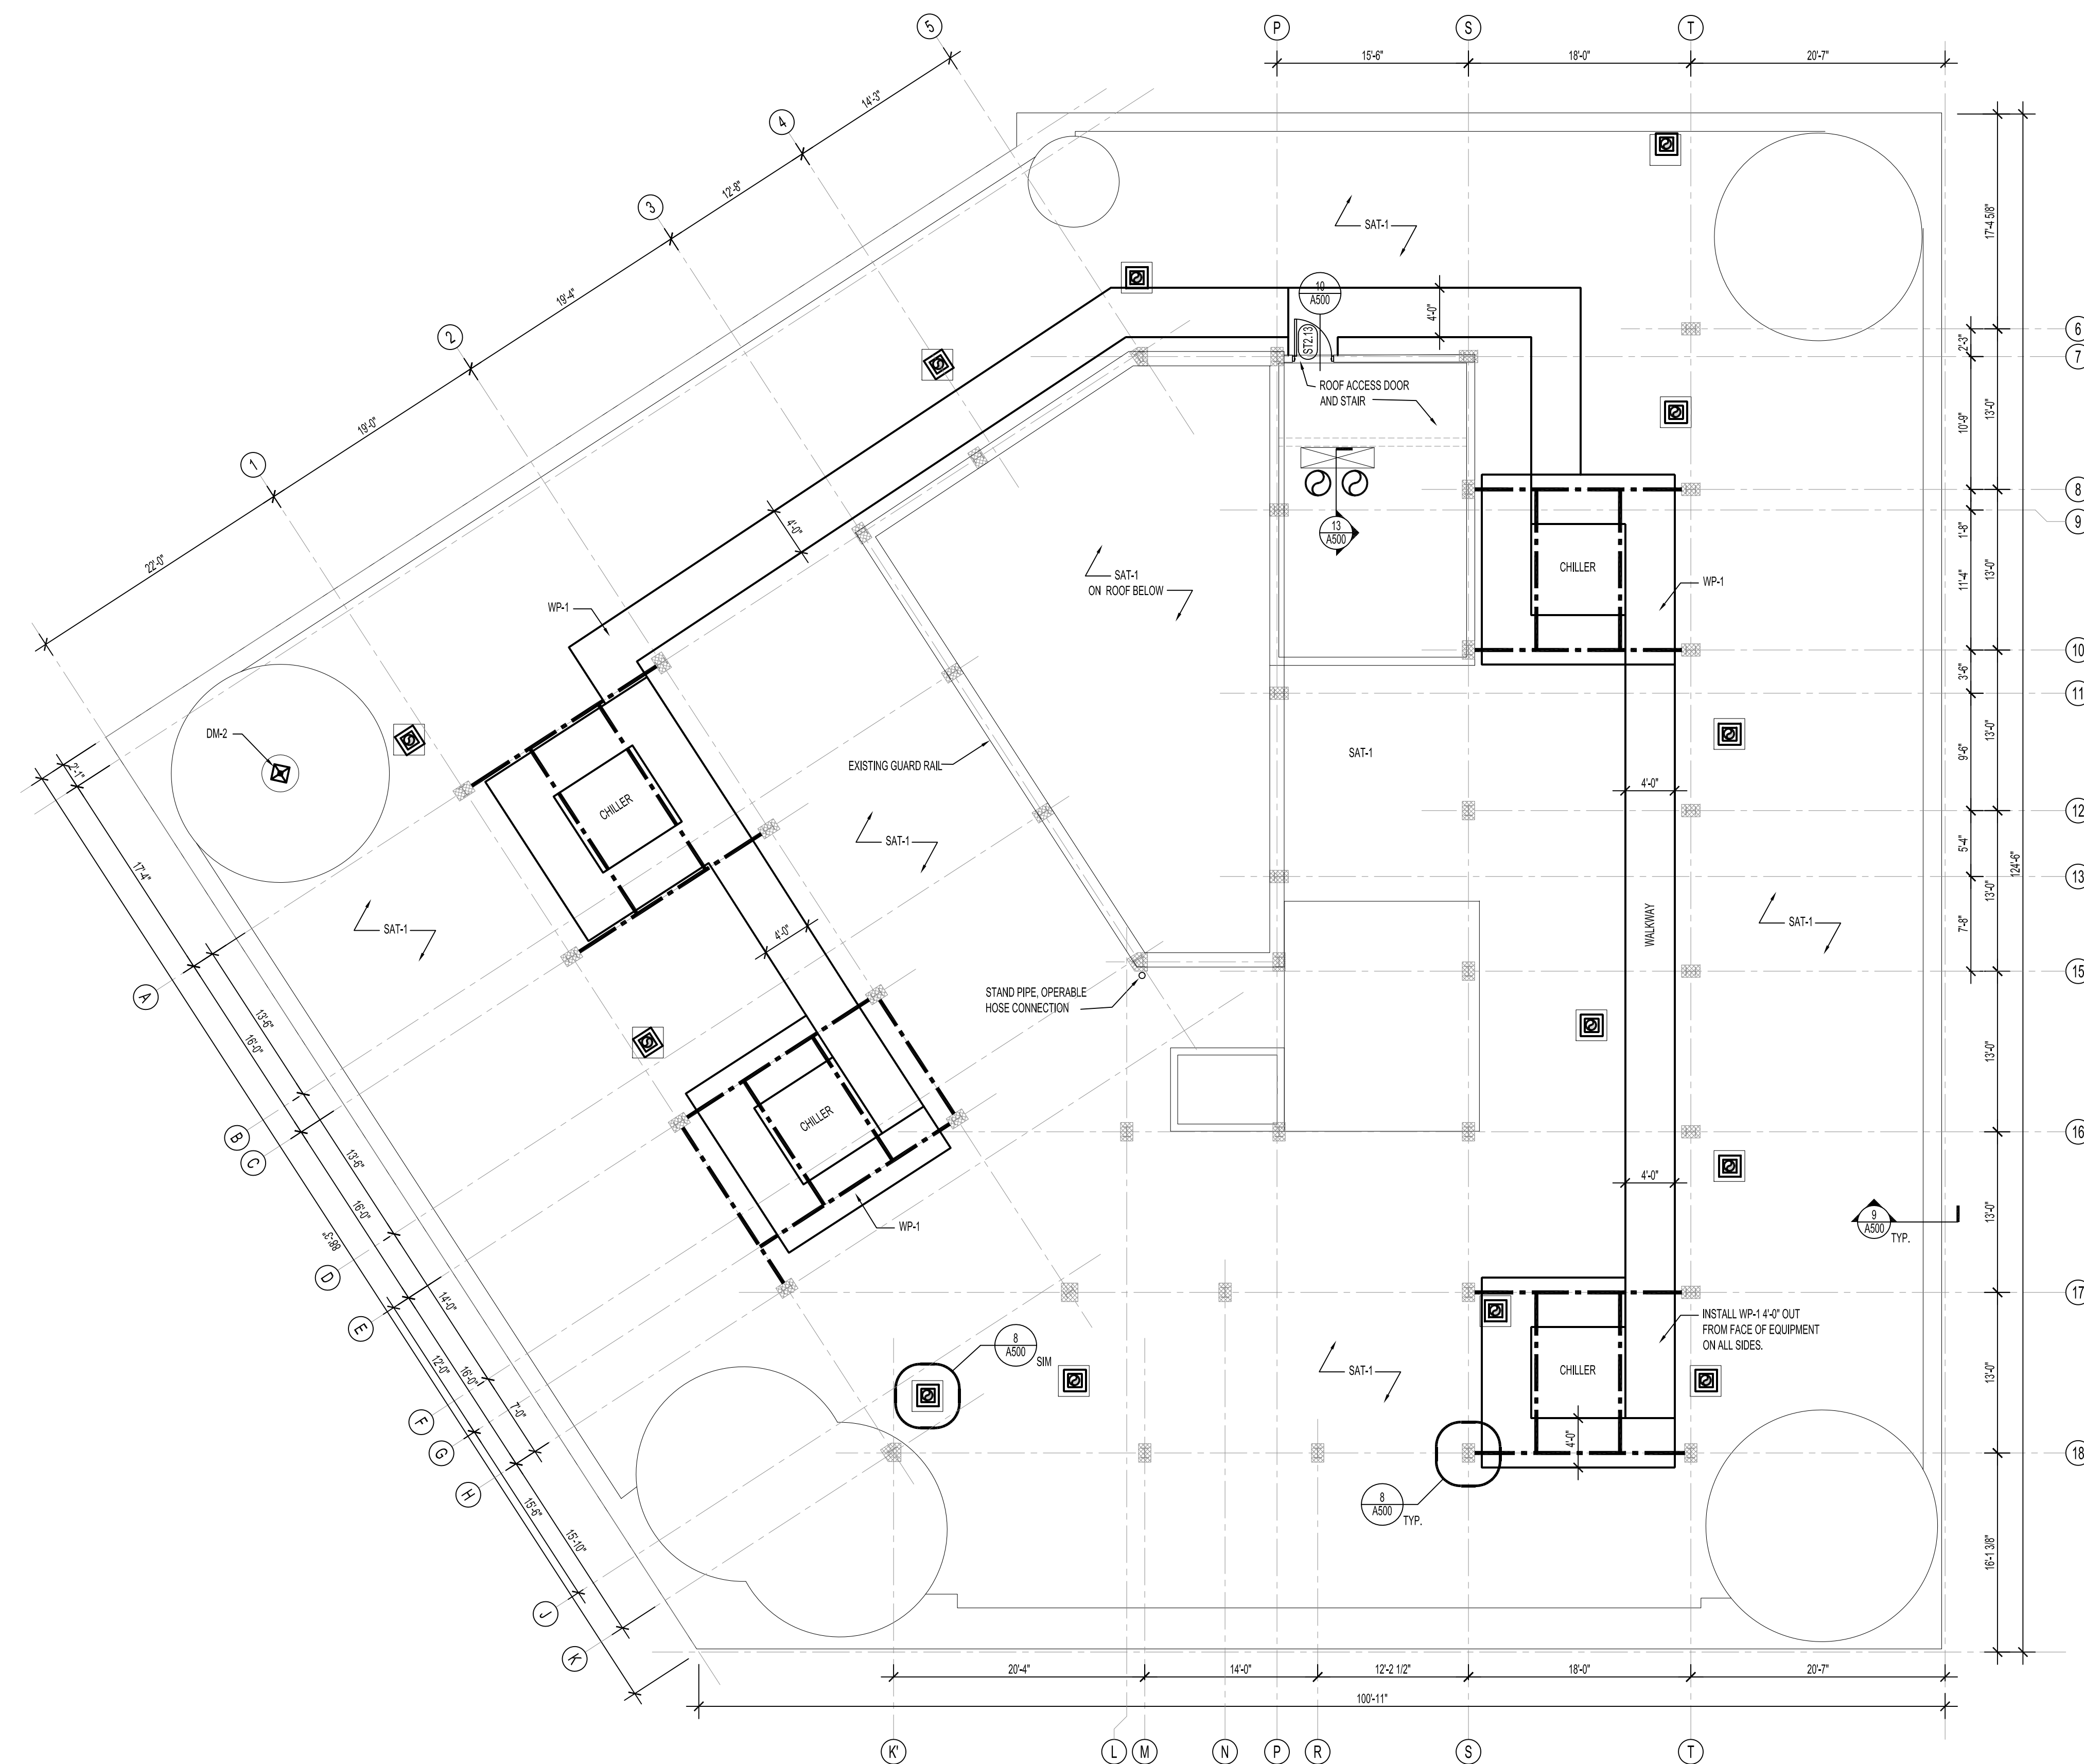 5
P
S
T
15'-6"
18'-0"
20'-7"
14'-3"
4
12'-8"
3
19'-4"
2
19'-0"
1
22'-0"
17'-4 5/8"
124'-6"
6
2'-3"
7
10'-9"
13'-0"
8
1'-8"
9
11'-4"
13'-0"
10
3'-6"
11
9'-6"
13'-0"
12
5'-4"
13
13'-0"
7'-8"
15
13'-0"
16
13'-0"
17
13'-0"
18
16'-1 3/8"
SAT-1
10
A500
ST2.13
4'-0"
ROOF ACCESS DOOR
AND STAIR
13
A500
CHILLER
WP-1
SAT-1
ON ROOF BELOW
4'-0"
WP-1
DM-2
CHILLER
EXISTING GUARD RAIL
SAT-1
SAT-1
4'-0"
SAT-1
4'-0"
WALKWAY
SAT-1
STAND PIPE, OPERABLE
HOSE CONNECTION
CHILLER
WP-1
4'-0"
9
A500
TYP.
INSTALL WP-1 4'-0" OUT
FROM FACE OF EQUIPMENT
ON ALL SIDES.
8
A500
SIM
SAT-1
CHILLER
4'-0"
8
A500
TYP.
2'-1"
17'-4"
A
13'-6"
16'-0"
B
C
13'-6"
16'-0"
88'-3"
D
E
14'-0"
12'-0"
16'-0"
7'-0"
F
G
H
15'-6"
15'-10"
J
K
20'-4"
14'-0"
12'-2 1/2"
18'-0"
20'-7"
100'-11"
K'
L
M
N
P
R
S
T